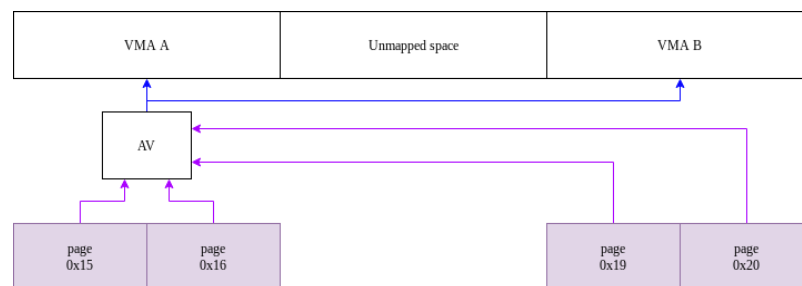 VMA A
Unmapped space
VMA B
AV
page
0x15
page
0x16
page
0x19
page
0x20